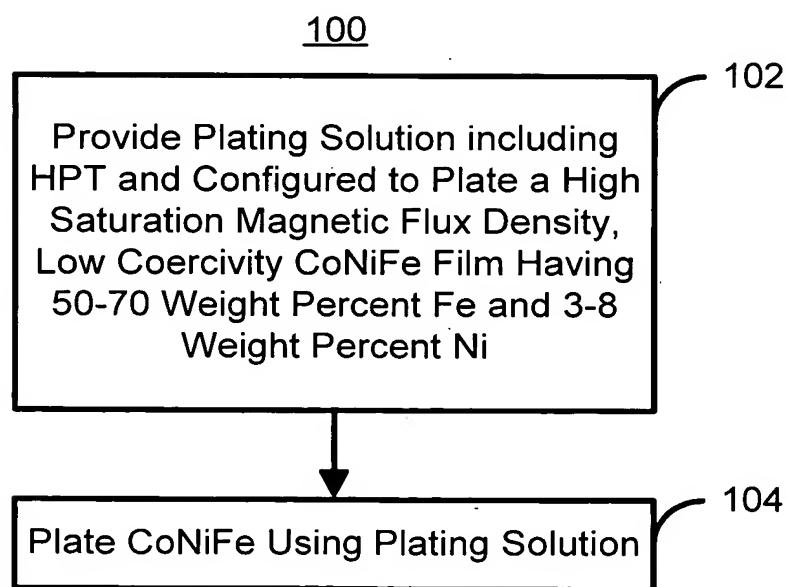 100
102
Provide Plating Solution including
HPT and Configured to Plate a High
Saturation Magnetic Flux Density,
Low Coercivity CoNiFe Film Having
50-70 Weight Percent Fe and 3-8
Weight Percent Ni
104
Plate CoNiFe Using Plating Solution